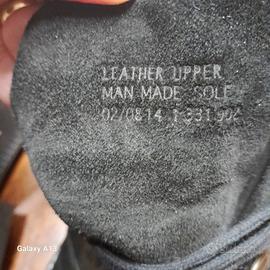 LEATHER UPPER
MAN MADE SOLE
02/0814 1 331 902
Galaxy A13